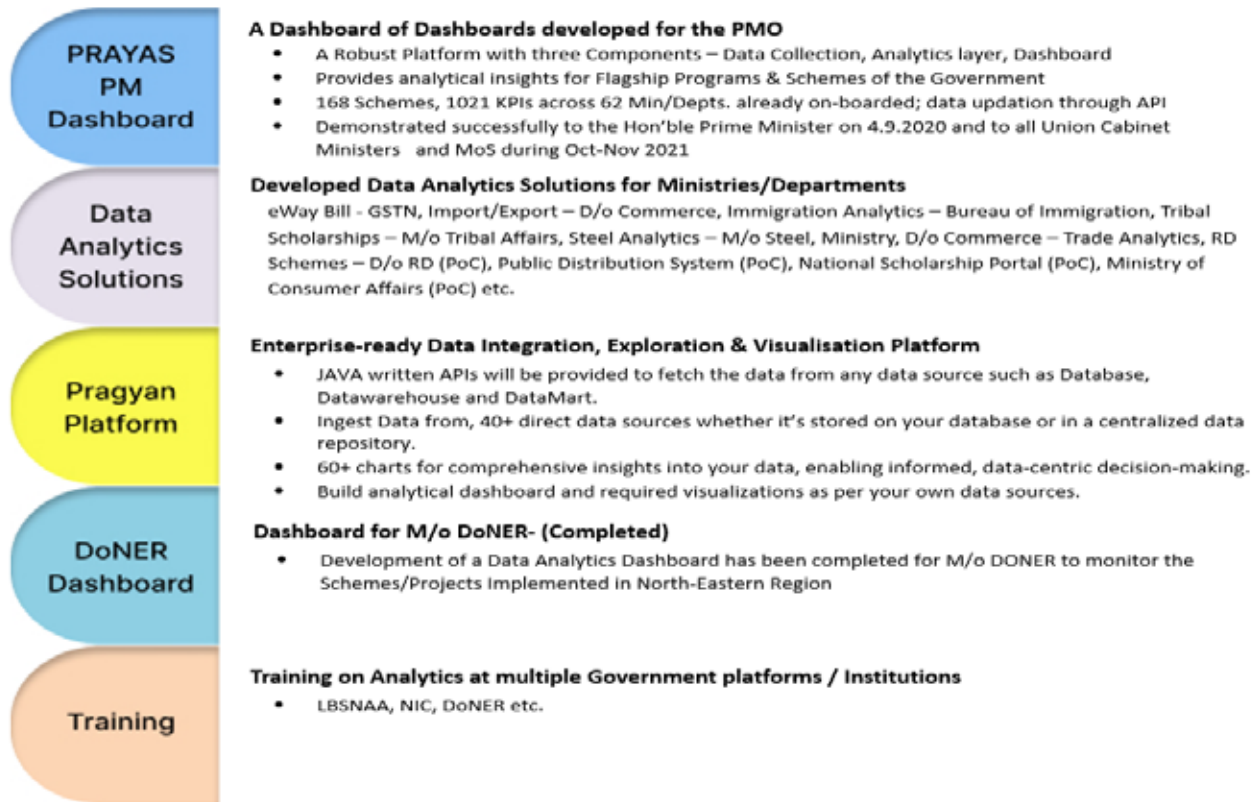 PRAYAS
PM
Dashboard
A Dashboard of Dashboards developed for the PMO
• A Robust Platform with three Components – Data Collection, Analytics layer, Dashboard
• Provides analytical insights for Flagship Programs & Schemes of the Government
• 168 Schemes, 1021 KPIs across 62 Min/Depts. already on-boarded; data updation through API
• Demonstrated successfully to the Hon'ble Prime Minister on 4.9.2020 and to all Union Cabinet
Ministers and MoS during Oct-Nov 2021
Data
Analytics
Solutions
Developed Data Analytics Solutions for Ministries/Departments
eWay Bill - GSTN, Import/Export – D/o Commerce, Immigration Analytics – Bureau of Immigration, Tribal
Scholarships – M/o Tribal Affairs, Steel Analytics – M/o Steel, Ministry, D/o Commerce – Trade Analytics, RD
Schemes – D/o RD (PoC), Public Distribution System (PoC), National Scholarship Portal (PoC), Ministry of
Consumer Affairs (PoC) etc.
Pragyan
Platform
Enterprise-ready Data Integration, Exploration & Visualisation Platform
• JAVA written APIs will be provided to fetch the data from any data source such as Database,
Datawarehouse and DataMart.
• Ingest Data from, 40+ direct data sources whether it's stored on your database or in a centralized data
repository.
• 60+ charts for comprehensive insights into your data, enabling informed, data-centric decision-making.
• Build analytical dashboard and required visualizations as per your own data sources.
DoNER
Dashboard
Dashboard for M/o DoNER- (Completed)
• Development of a Data Analytics Dashboard has been completed for M/o DONER to monitor the
Schemes/Projects Implemented in North-Eastern Region
Training
Training on Analytics at multiple Government platforms / Institutions
• LBSNAA, NIC, DoNER etc.